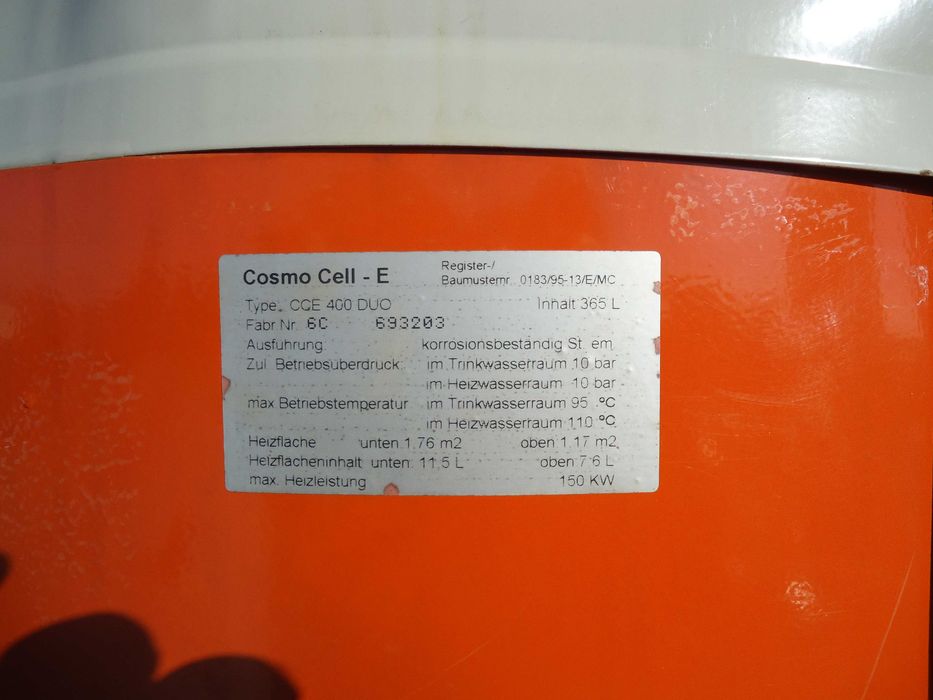 Cosmo Cell - E
Register-/
Baumusternr. 0183/95-13/E/MC
Type. CCE 400 DUO Inhalt 365 L
Fabr Nr. 6C 693203
Ausführung: korrosionsbeständig St. em.
Zul. Betriebsüberdruck: im Trinkwasserraum 10 bar
im Heizwasserraum 10 bar
max Betriebstemperatur im Trinkwasserraum 95 °C
im Heizwasserraum 110 °C
Heizfläche unten 1.76 m2 oben 1.17 m2
Heizflächeninhalt unten: 11.5 L oben 7.6 L
max. Heizleistung 150 KW